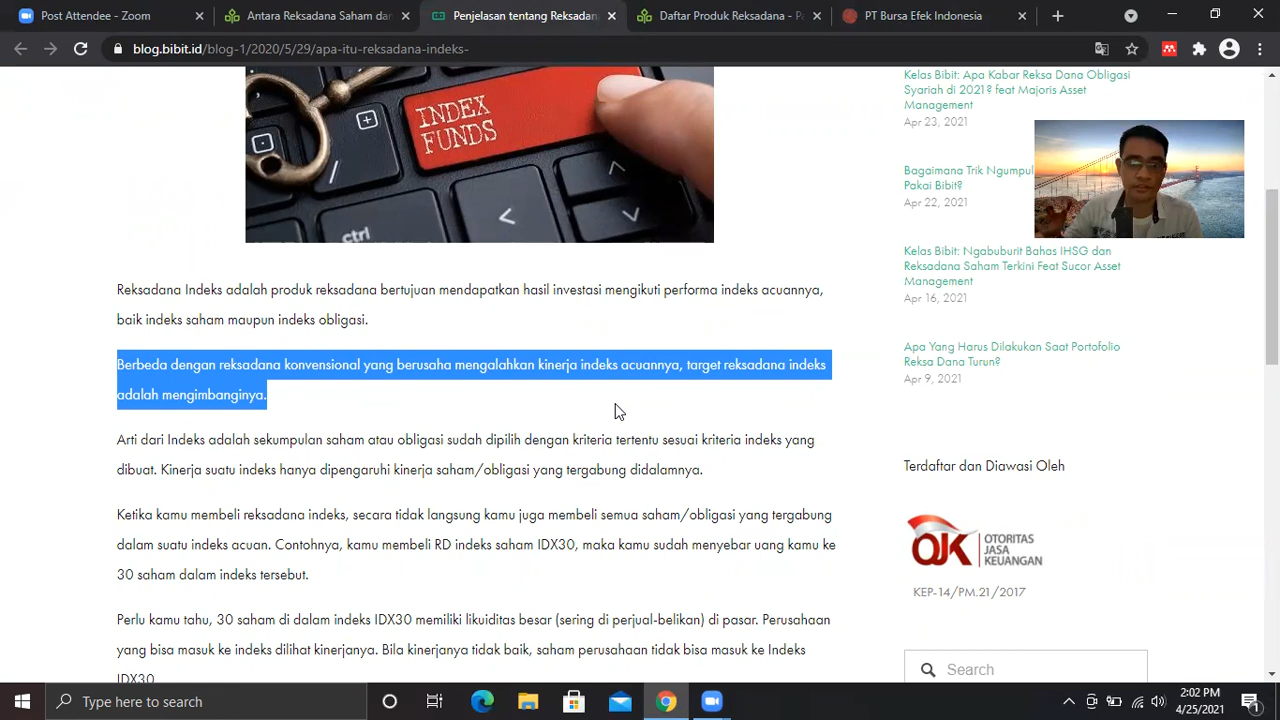 Post Attendee - Zoom
Antara Reksadana Saham dan
Penjelasan tentang Reksadan
Daftar Produk Reksadana - Pa
PT Bursa Efek Indonesia
blog.bibit.id/blog-1/2020/5/29/apa-itu-reksadana-indeks-
INDEX
FUNDS
ctrl
Reksadana Indeks adalah produk reksadana bertujuan mendapatkan hasil investasi mengikuti performa indeks acuannya,
baik indeks saham maupun indeks obligasi.
Berbeda dengan reksadana konvensional yang berusaha mengalahkan kinerja indeks acuannya, target reksadana indeks
adalah mengimbanginya.
Arti dari Indeks adalah sekumpulan saham atau obligasi sudah dipilih dengan kriteria tertentu sesuai kriteria indeks yang
dibuat. Kinerja suatu indeks hanya dipengaruhi kinerja saham/obligasi yang tergabung didalamnya.
Ketika kamu membeli reksadana indeks, secara tidak langsung kamu juga membeli semua saham/obligasi yang tergabung
dalam suatu indeks acuan. Contohnya, kamu membeli RD indeks saham IDX30, maka kamu sudah menyebar uang kamu ke
30 saham dalam indeks tersebut.
Perlu kamu tahu, 30 saham di dalam indeks IDX30 memiliki likuiditas besar (sering di perjual-belikan) di pasar. Perusahaan
yang bisa masuk ke indeks dilihat kinerjanya. Bila kinerjanya tidak baik, saham perusahaan tidak bisa masuk ke Indeks
IDX30
Kelas Bibit: Apa Kabar Reksa Dana Obligasi
Syariah di 2021? feat Majoris Asset
Management
Apr 23, 2021
Bagaimana Trik Ngumpul
Pakai Bibit?
Apr 22, 2021
Kelas Bibit: Ngabuburit Bahas IHSG dan
Reksadana Saham Terkini Feat Sucor Asset
Management
Apr 16, 2021
Apa Yang Harus Dilakukan Saat Portofolio
Reksa Dana Turun?
Apr 9, 2021
Terdaftar dan Diawasi Oleh
OJK OTORITAS
JASA
KEUANGAN
KEP-14/PM.21/2017
Search
Type here to search
2:02 PM
4/25/2021
1